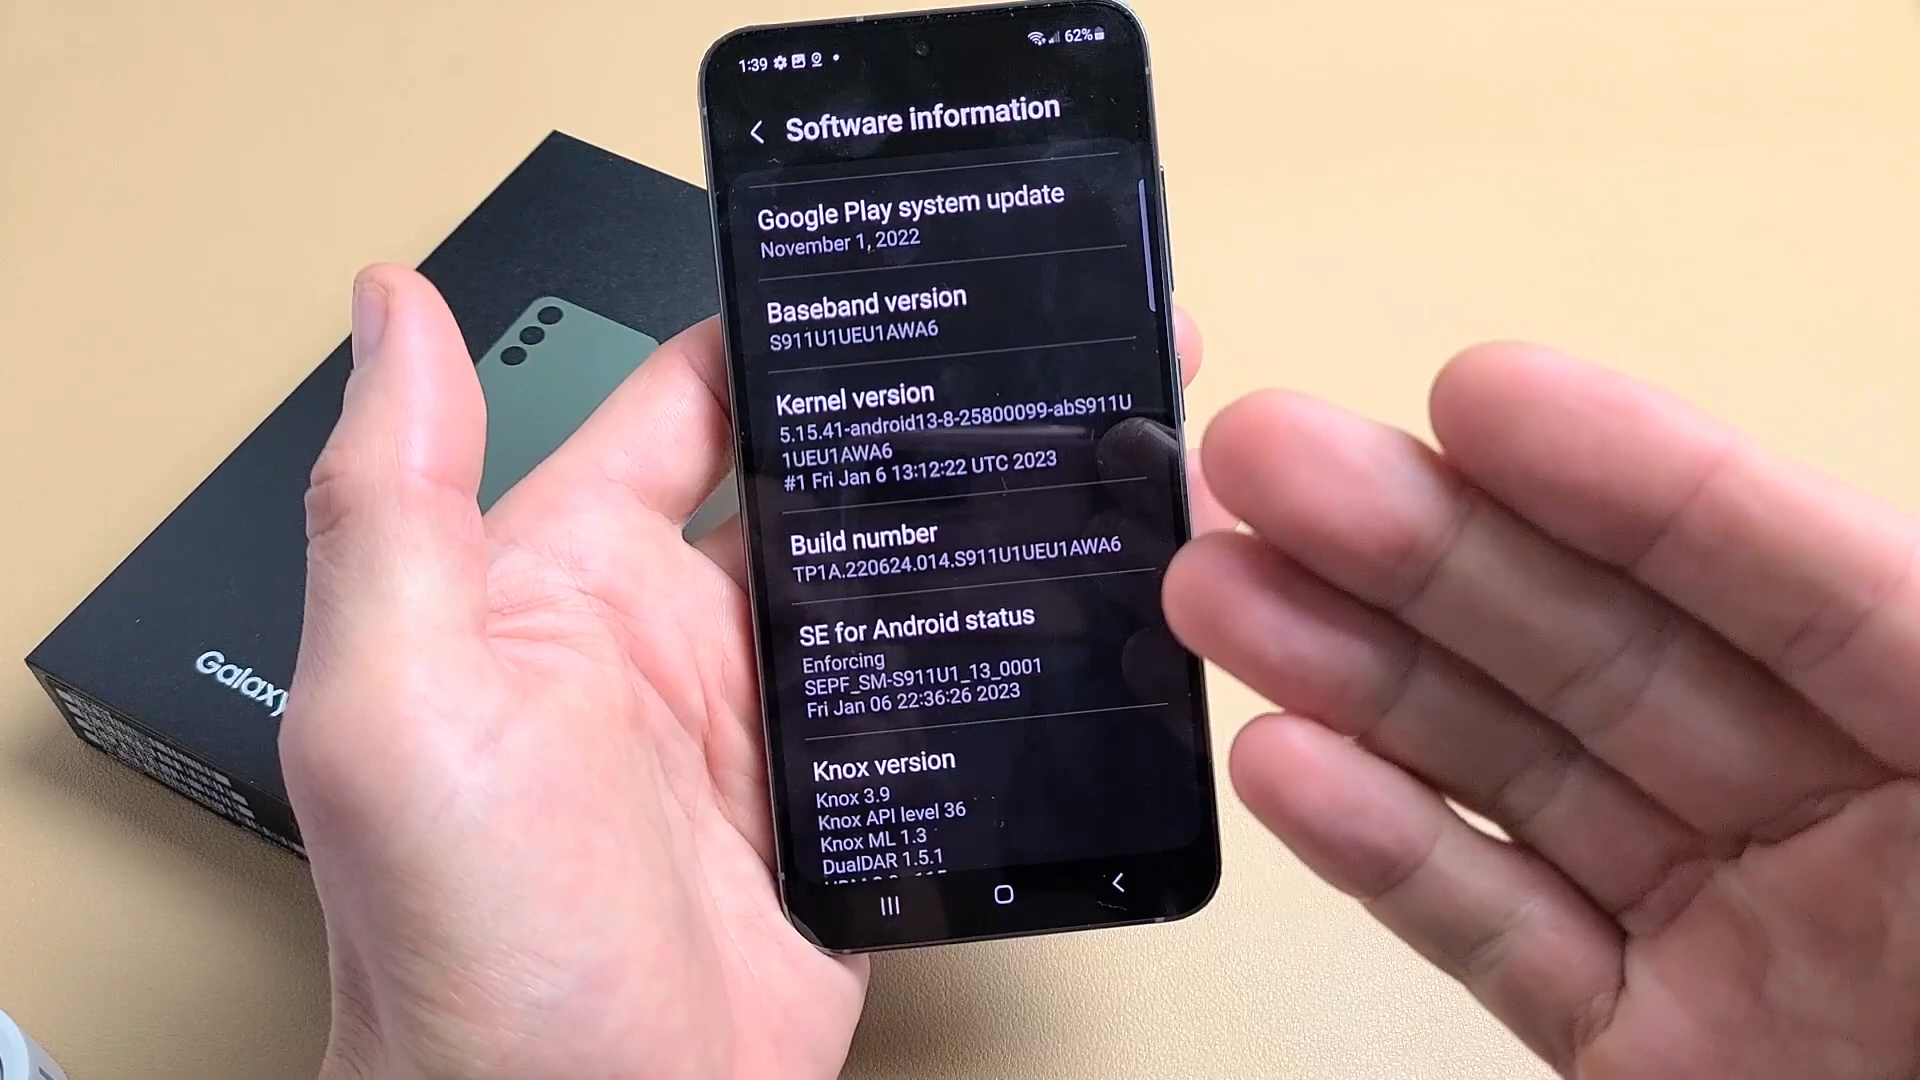 1:39
62%
Software information
Google Play system update
November 1, 2022
Baseband version
S911U1UEU1AWA6
Kernel version
5.15.41-android13-8-25800099-abS911U
1UEU1AWA6
#1 Fri Jan 6 13:12:22 UTC 2023
Build number
TP1A.220624.014.S911U1UEU1AWA6
SE for Android status
Enforcing
SEPF_SM-S911U1_13_0001
Fri Jan 06 22:36:26 2023
Knox version
Knox 3.9
Knox API level 36
Knox ML 1.3
DualDAR 1.5.1
Galaxy